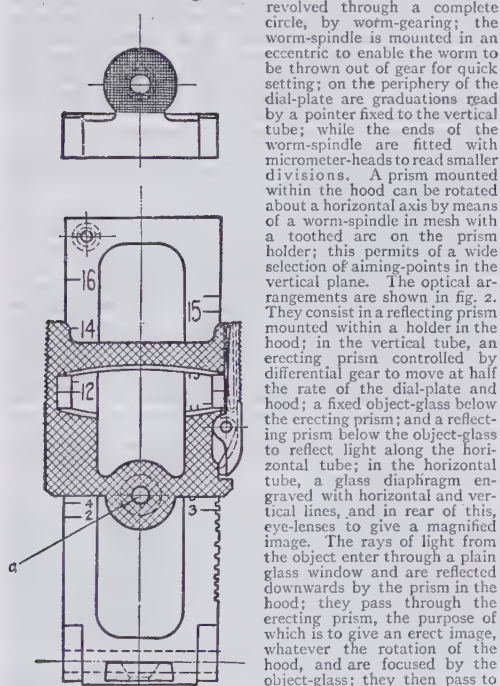 revolved through a complete
circle, by worm-gearing; the
worm-spindle is mounted in an
eccentric to enable the worm to
be thrown out of gear for quick
setting; on the periphery of the
dial-plate are graduations read
by a pointer fixed to the vertical
tube; while the ends of the
worm-spindle are fitted with
micrometer-heads to read smaller
divisions. A prism mounted
within the hood can be rotated
about a horizontal axis by means
of a worm-spindle in mesh with
a toothed arc on the prism
holder; this permits of a wide
selection of aiming-points in the
vertical plane. The optical ar-
rangements are shown in fig. 2.
They consist in a reflecting prism
mounted within a holder in the
hood; in the vertical tube, an
erecting prism controlled by
differential gear to move at half
the rate of the dial-plate and
hood; a fixed object-glass below
the erecting prism; and a reflect-
ing prism below the object-glass
to reflect light along the hori-
zontal tube; in the horizontal
tube, a glass diaphragm en-
graved with horizontal and ver-
tical lines, and in rear of this,
eye-lenses to give a magnified
image. The rays of light from
the object enter through a plain
glass window and are reflected
downwards by the prism in the
hood; they pass through the
erecting prism, the purpose of
which is to give an erect image,
whatever the rotation of the
hood, and are focused by the
object-glass; they then pass to
16
15
14
12
4
2
3
a